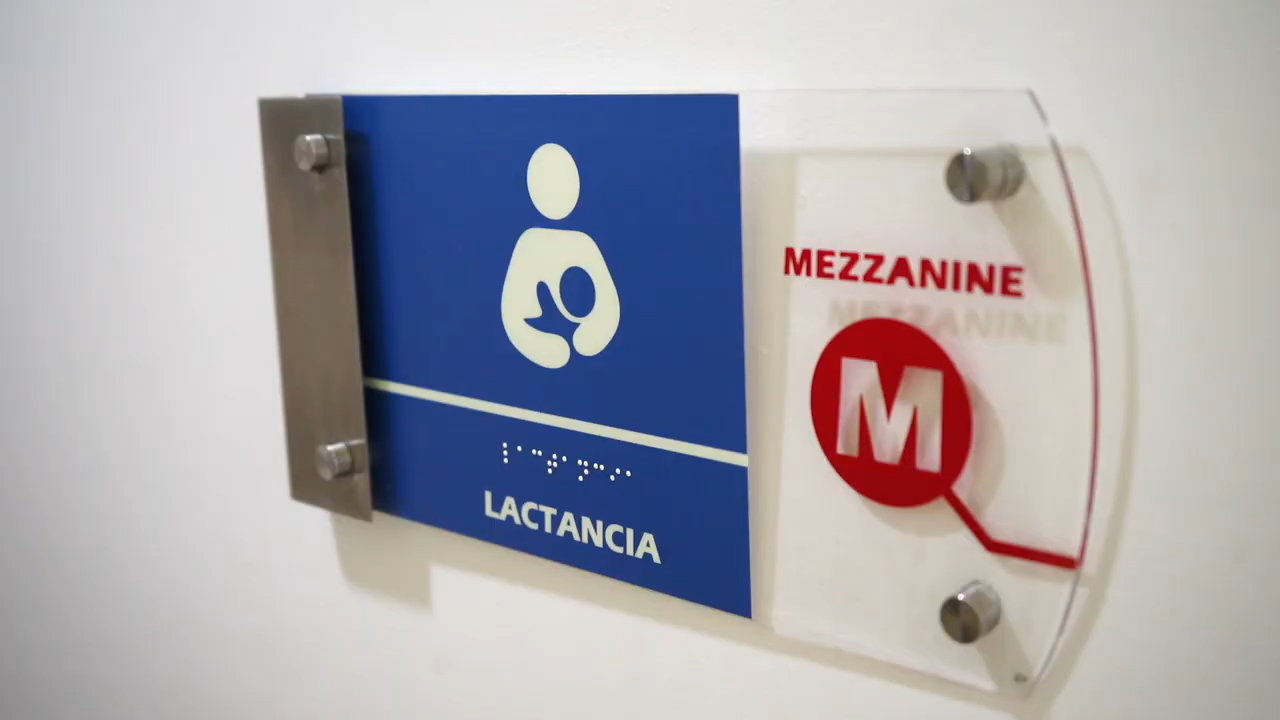 ⠇⠁⠉⠞⠁⠝⠉⠊⠁
LACTANCIA
MEZZANINE
M